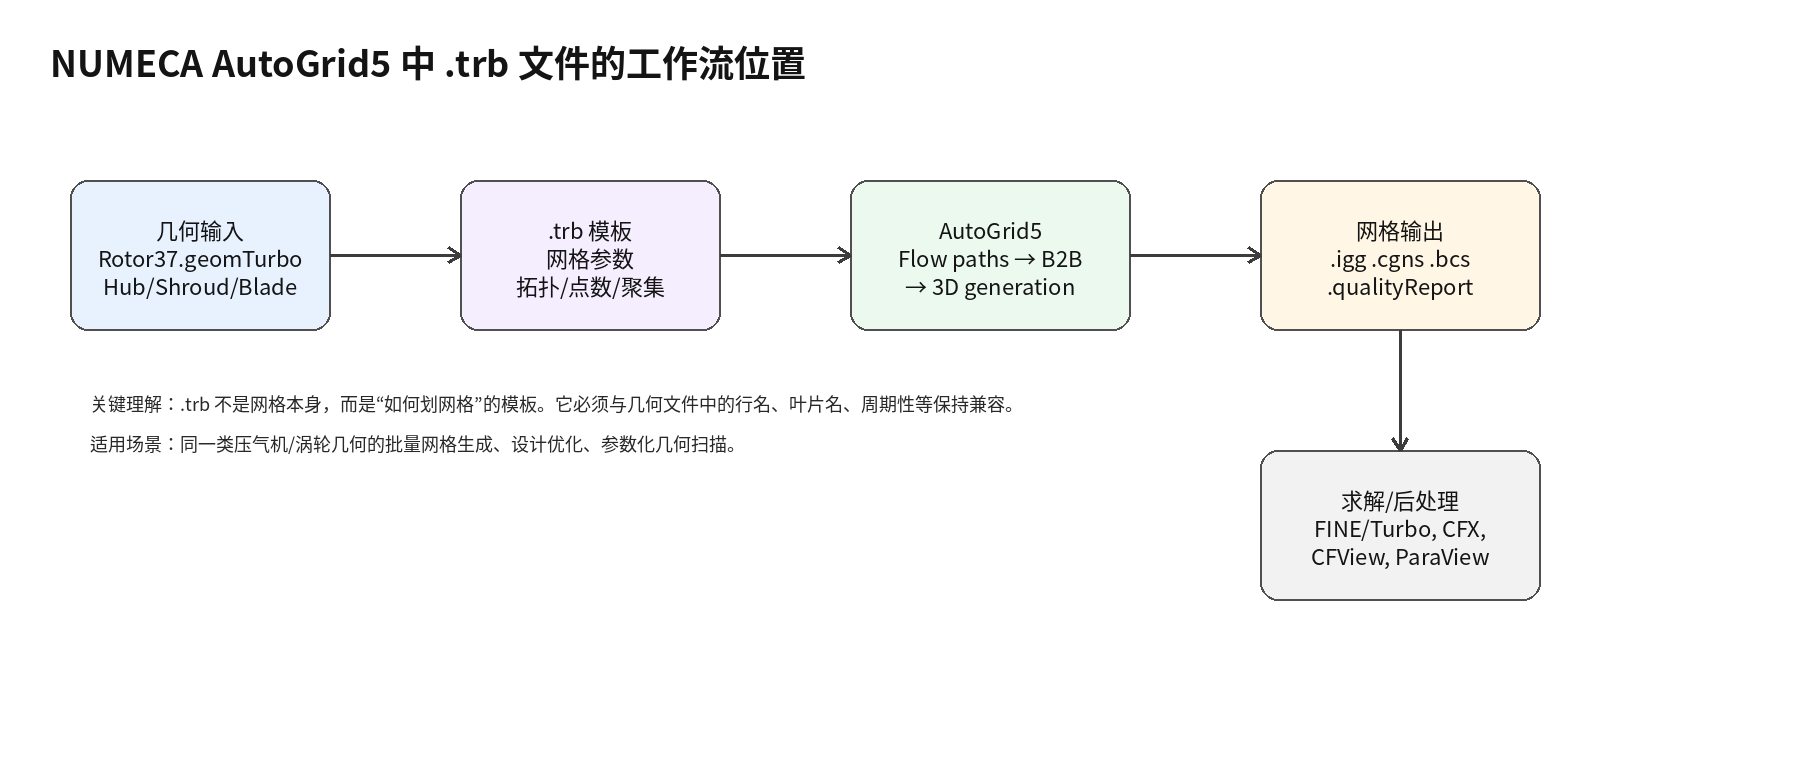 NUMECA AutoGrid5 中 .trb 文件的工作流位置
几何输入
Rotor37.geomTurbo
Hub/Shroud/Blade
.trb 模板
网格参数
拓扑/点数/聚集
AutoGrid5
Flow paths → B2B
→ 3D generation
网格输出
.igg .cgns .bcs
.qualityReport
关键理解：.trb 不是网格本身，而是“如何划网格”的模板。它必须与几何文件中的行名、叶片名、周期性等保持兼容。
适用场景：同一类压气机/涡轮几何的批量网格生成、设计优化、参数化几何扫描。
求解/后处理
FINE/Turbo, CFX,
CFView, ParaView